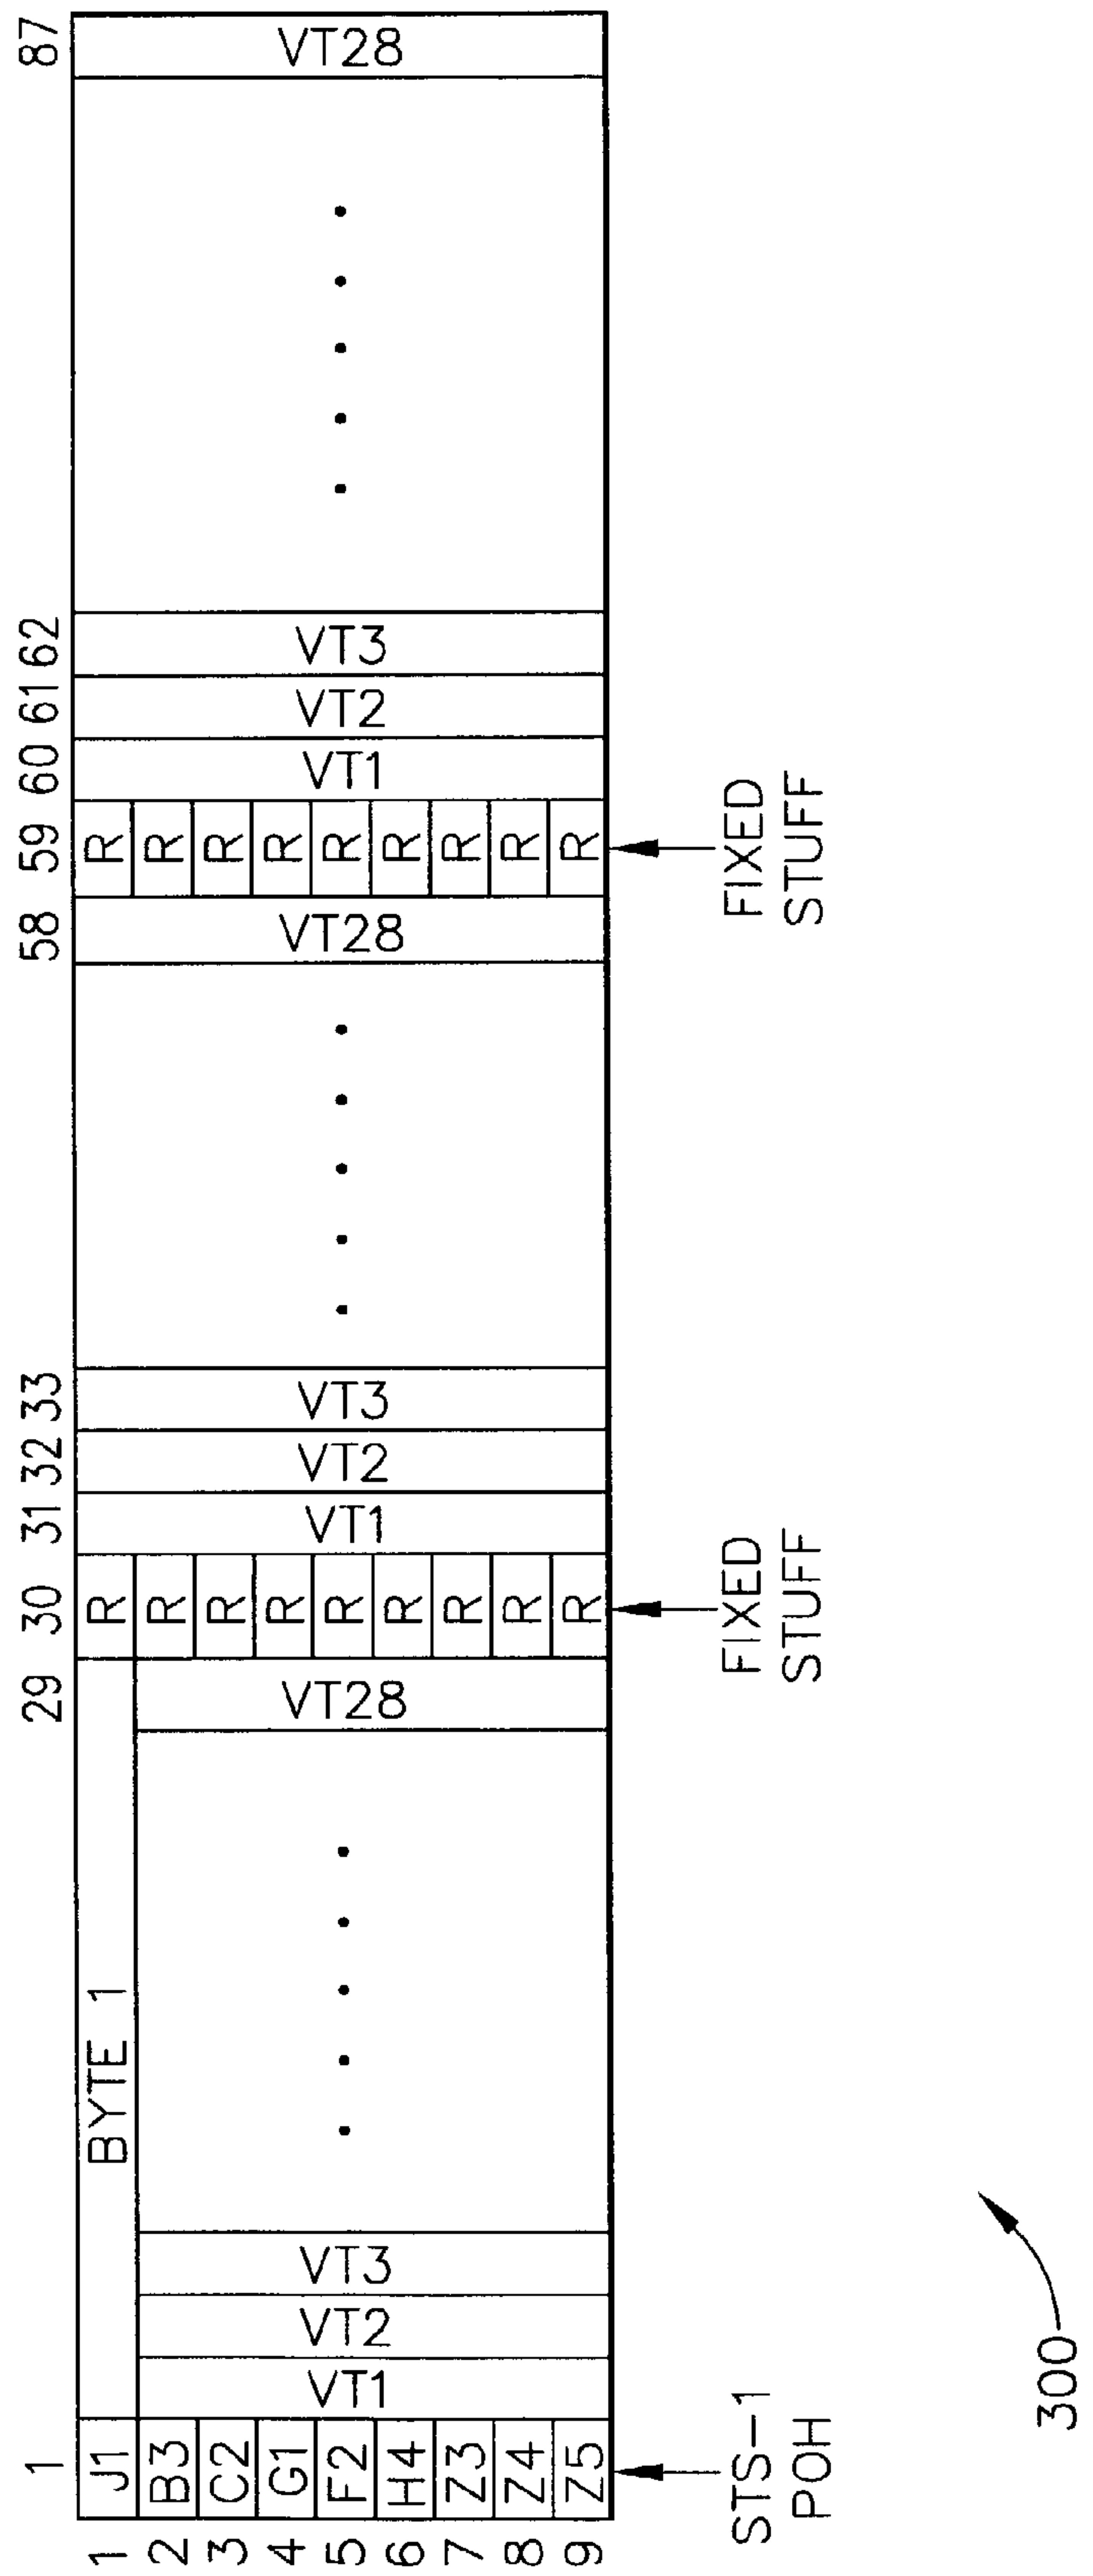 1 29 30 31 32 33 58 59 60 61 62 87
1 J1 BYTE 1 R R
2 B3 R R
3 C2 R R
4 G1 R R
5 F2 VT1 VT2 VT3 VT28 R VT1 VT2 VT3 VT28 R VT1 VT2 VT3 VT28
6 H4 R R
7 Z3 R R
8 Z4 R R
9 Z5 R R
STS-1
POH
FIXED
STUFF
FIXED
STUFF
300